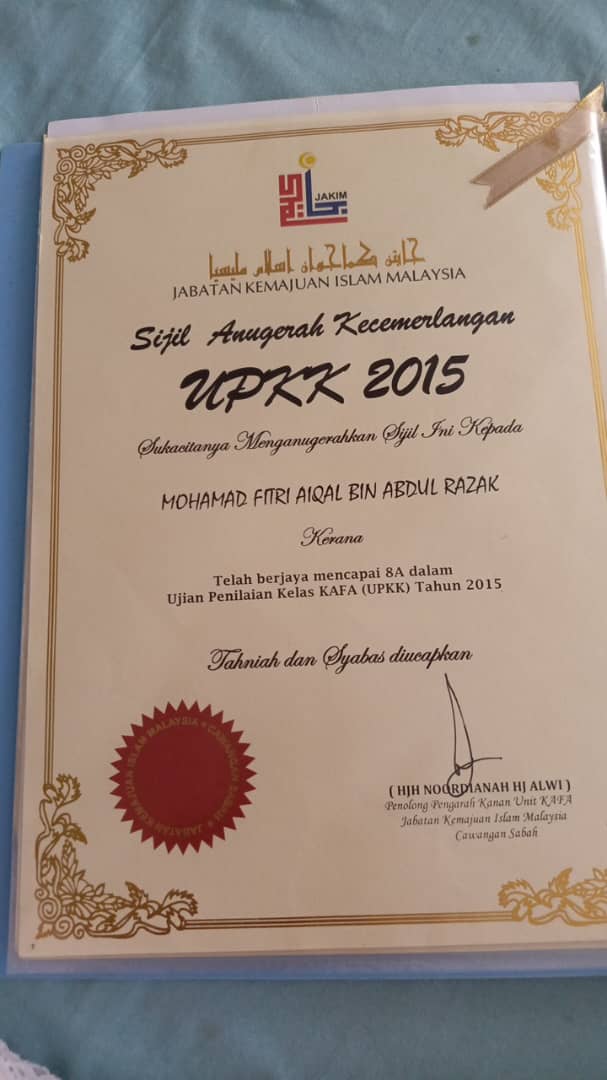 JAKIM
جاكيم
جابتن كماجوان اسلام مليسيا
JABATAN KEMAJUAN ISLAM MALAYSIA
Sijil Anugerah Kecemerlangan
UPKK 2015
Sukacitanya Menganugerahkan Sijil Ini Kepada
MOHAMAD FITRI AIQAL BIN ABDUL RAZAK
Kerana
Telah berjaya mencapai 8A dalam
Ujian Penilaian Kelas KAFA (UPKK) Tahun 2015
Tahniah dan Syabas diucapkan
JABATAN KEMAJUAN ISLAM MALAYSIA * CAWANGAN SABAH *
( HJH NOORDIANAH HJ ALWI )
Penolong Pengarah Kanan Unit KAFA
Jabatan Kemajuan Islam Malaysia
Cawangan Sabah